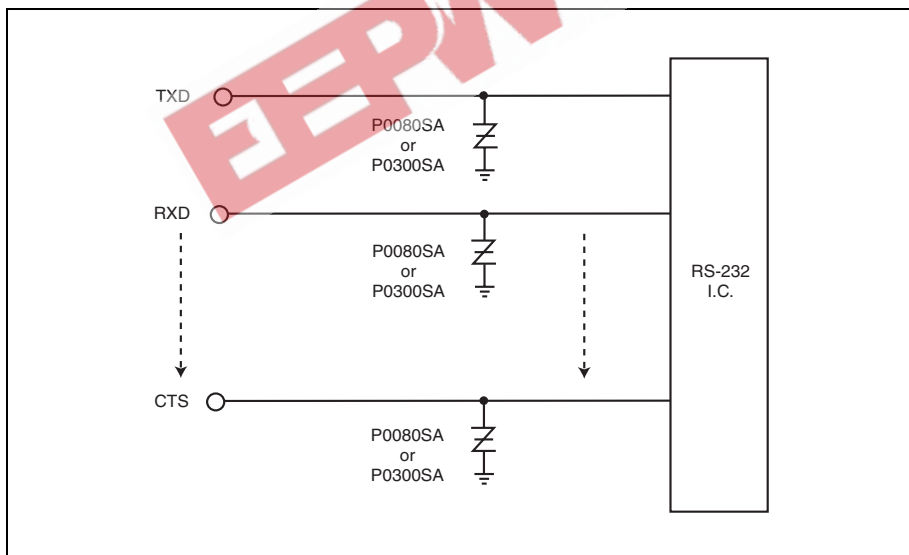 EEPW
TXD
P0080SA
or
P0300SA
RXD
P0080SA
or
P0300SA
RS-232
I.C.
CTS
P0080SA
or
P0300SA